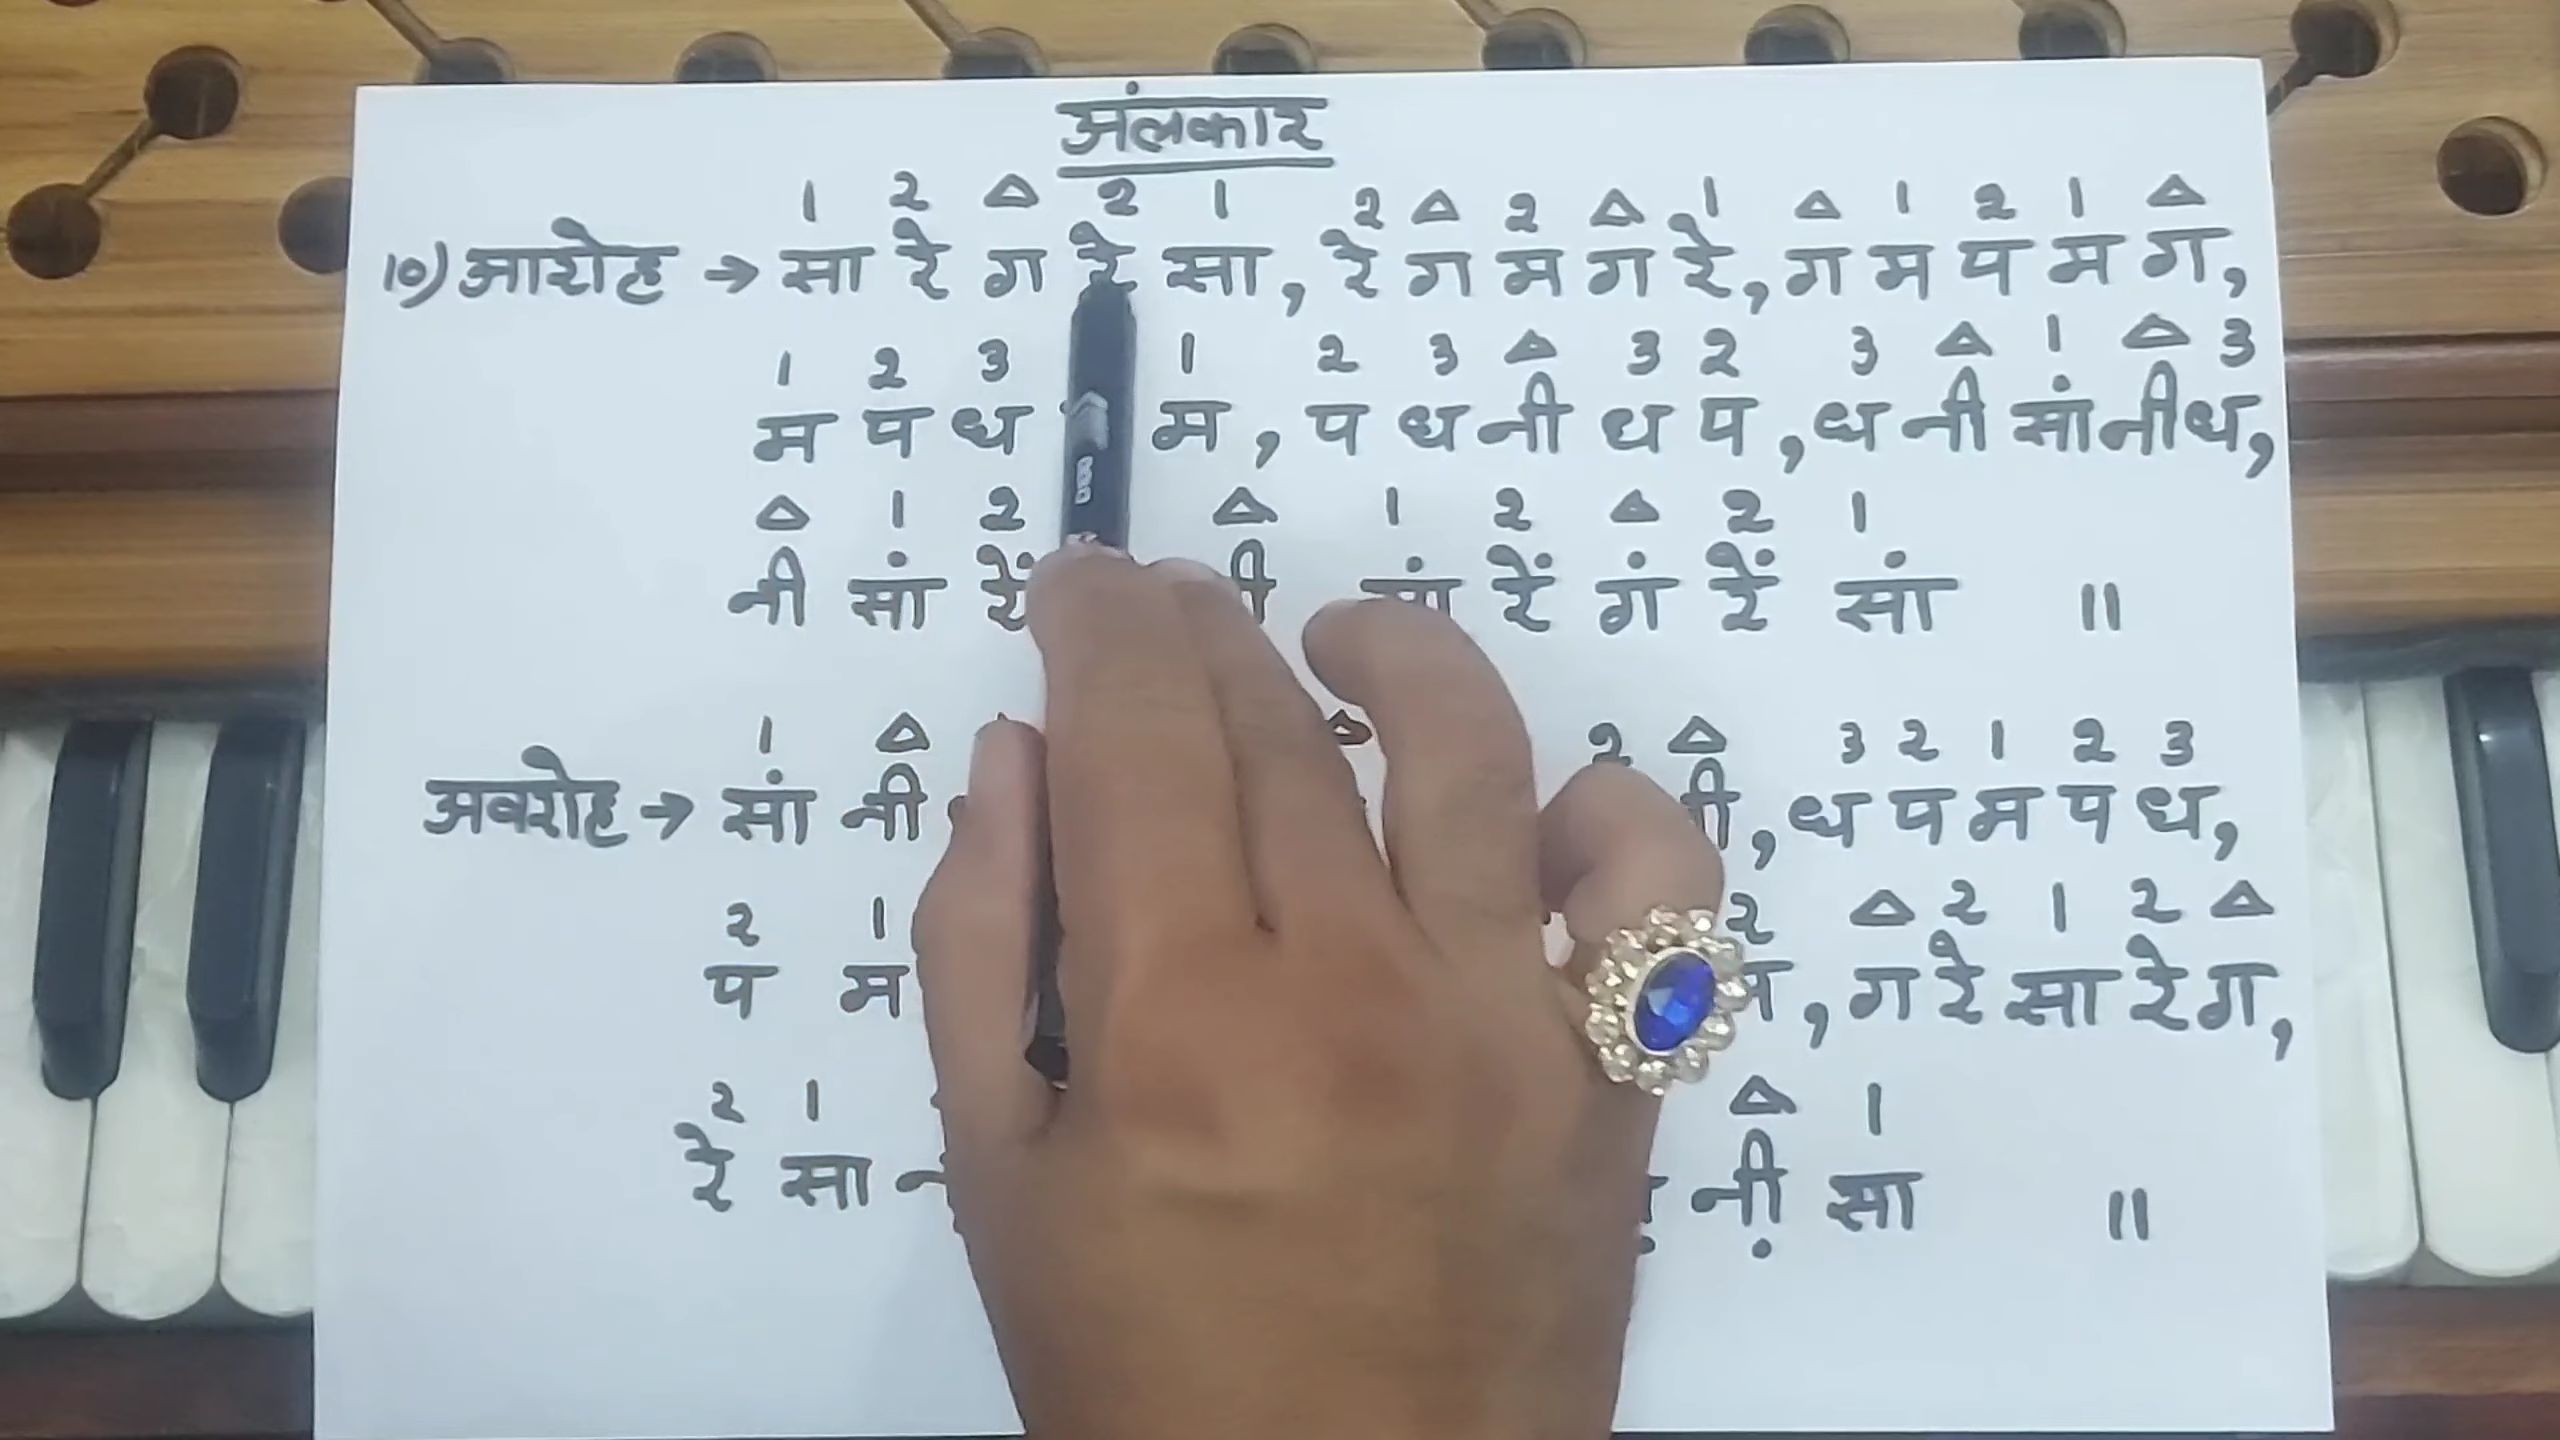 अंलकार
1 2 △ 2 1 2 △ 2 △ 1 △ 1 2 1 △
10) आरोह → सा रे ग रे सा, रे ग म ग रे, ग म प म ग,
1 2 3 1 2 3 △ 3 2 3 △ 1 △ 3
म प ध म, प ध नी ध प, ध नी सां नी ध,
△ 1 2 △ 1 2 △ 2 1
नी सां रें सां रें गं रें सां ॥
1 △ △ 2 △ 3 2 1 2 3
अवरोह → सां नी , ध प म प ध,
2 1 2 △ 2 1 2 △
प म , ग रे सा रे ग,
2 1 △ 1
रे सा नी़ सा ॥